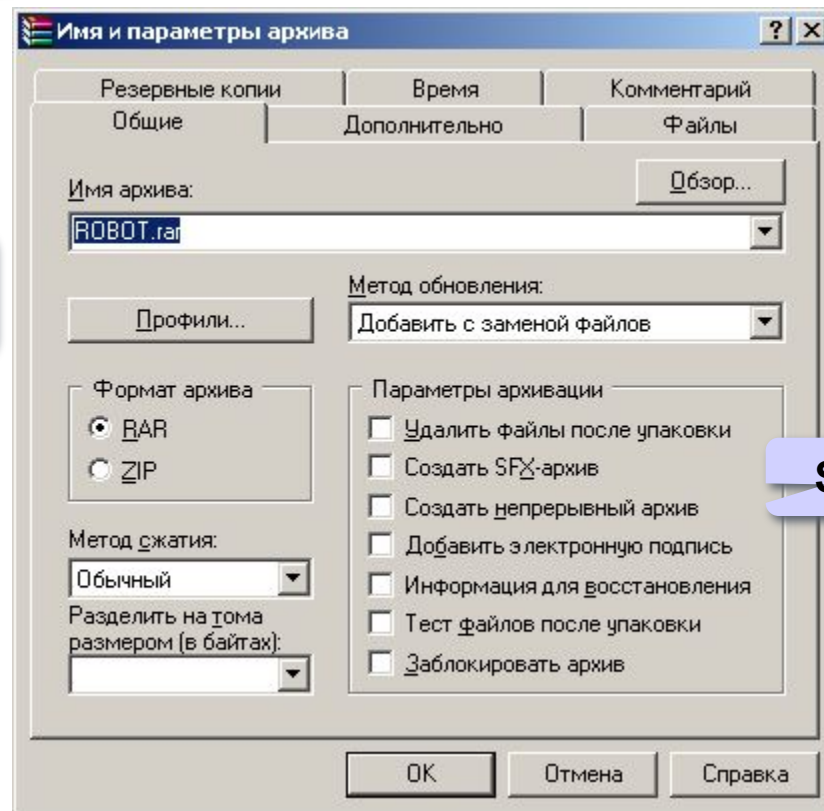 Имя и параметры архива
Резервные копии Время Комментарий
Общие Дополнительно Файлы
Имя архива: Обзор...
ROBOT.rar
Метод обновления:
Профили... Добавить с заменой файлов
Формат архива Параметры архивации
RAR Удалить файлы после упаковки
ZIP Создать SFX-архив
Создать непрерывный архив
Метод сжатия: Добавить электронную подпись
Обычный Информация для восстановления
Разделить на тома Тест файлов после упаковки
размером (в байтах): Заблокировать архив
OK Отмена Справка